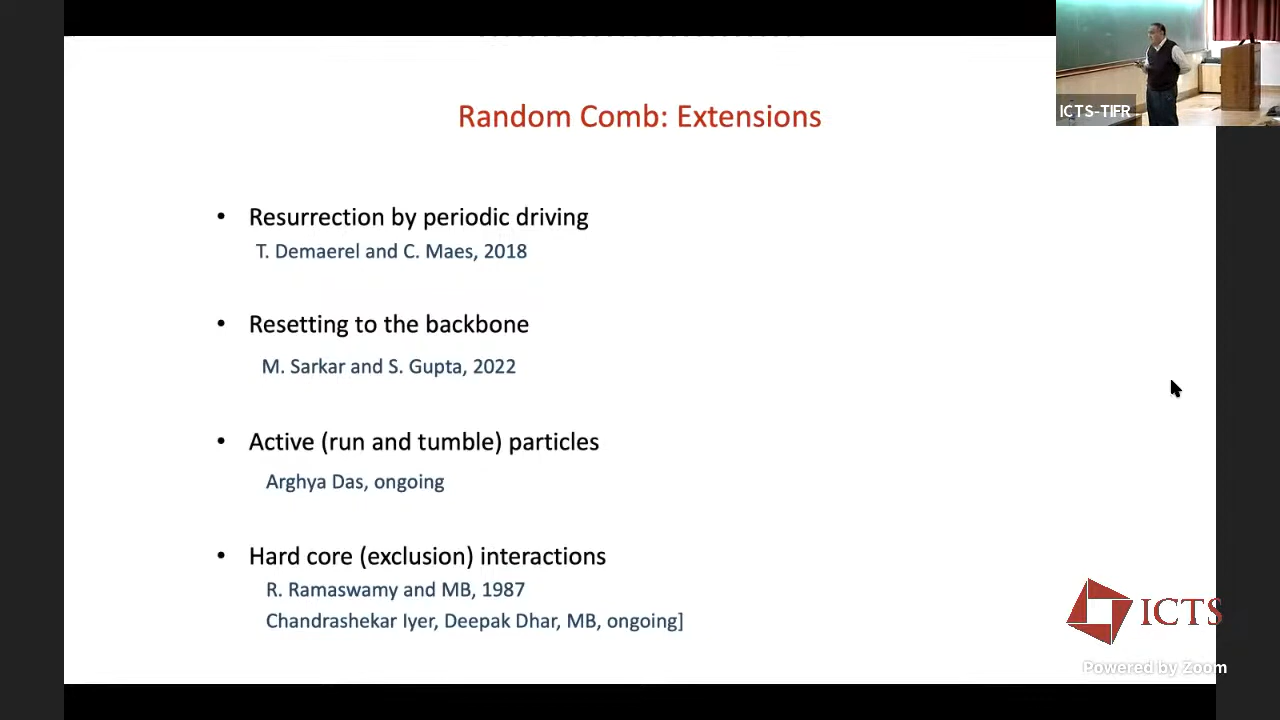 Random Comb: Extensions
ICTS-TIFR
• Resurrection by periodic driving
T. Demaerel and C. Maes, 2018
• Resetting to the backbone
M. Sarkar and S. Gupta, 2022
• Active (run and tumble) particles
Arghya Das, ongoing
• Hard core (exclusion) interactions
R. Ramaswamy and MB, 1987
Chandrashekar Iyer, Deepak Dhar, MB, ongoing]
ICTS
Powered by Zoom